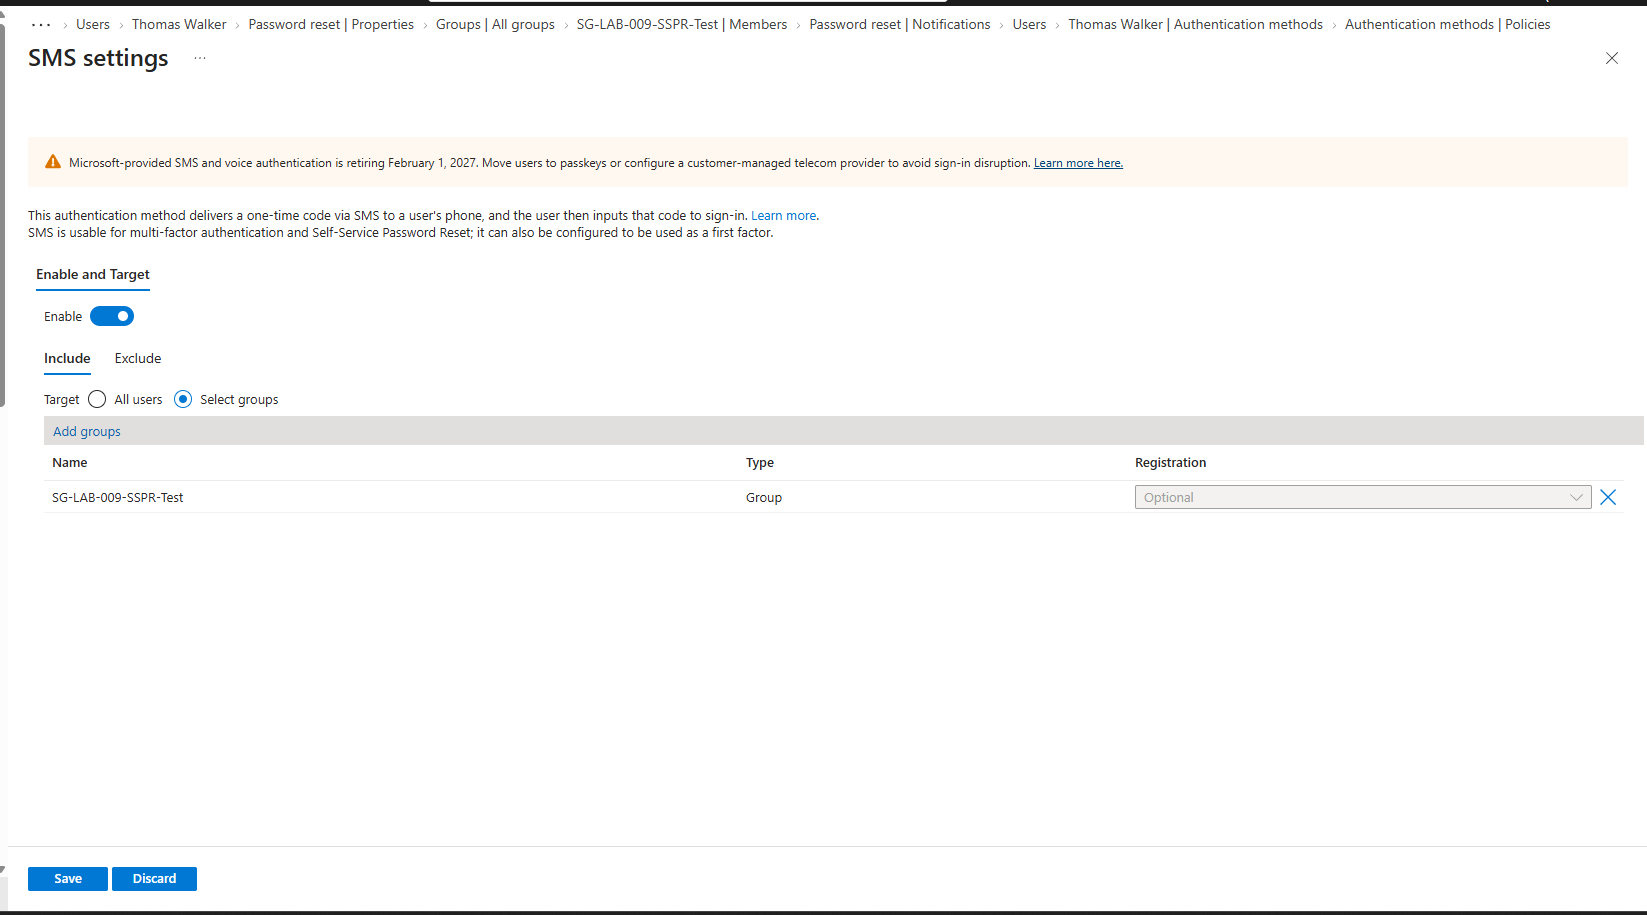 ··· > Users > Thomas Walker > Password reset | Properties > Groups | All groups > SG-LAB-009-SSPR-Test | Members > Password reset | Notifications > Users > Thomas Walker | Authentication methods > Authentication methods | Policies
SMS settings ···
Microsoft-provided SMS and voice authentication is retiring February 1, 2027. Move users to passkeys or configure a customer-managed telecom provider to avoid sign-in disruption. Learn more here.
This authentication method delivers a one-time code via SMS to a user's phone, and the user then inputs that code to sign-in. Learn more.
SMS is usable for multi-factor authentication and Self-Service Password Reset; it can also be configured to be used as a first factor.
Enable and Target
Enable
Include Exclude
Target All users Select groups
Add groups
Name Type Registration
SG-LAB-009-SSPR-Test Group Optional
Save Discard